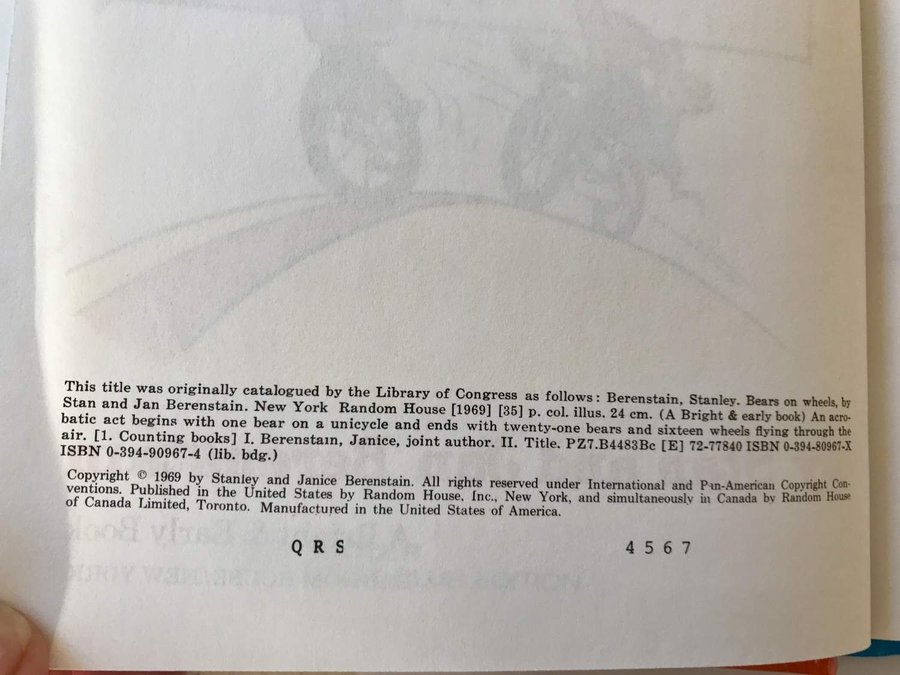 This title was originally catalogued by the Library of Congress as follows: Berenstain, Stanley. Bears on wheels, by
Stan and Jan Berenstain. New York Random House [1969] [35] p. col. illus. 24 cm. (A Bright & early book) An acro-
batic act begins with one bear on a unicycle and ends with twenty-one bears and sixteen wheels flying through the
air. [1. Counting books] I. Berenstain, Janice, joint author. II. Title. PZ7.B4483Bc [E] 72-77840 ISBN 0-394-80967-X
ISBN 0-394-90967-4 (lib. bdg.)
Copyright © 1969 by Stanley and Janice Berenstain. All rights reserved under International and Pan-American Copyright Con-
ventions. Published in the United States by Random House, Inc., New York, and simultaneously in Canada by Random House
of Canada Limited, Toronto. Manufactured in the United States of America.
Q R S 4 5 6 7